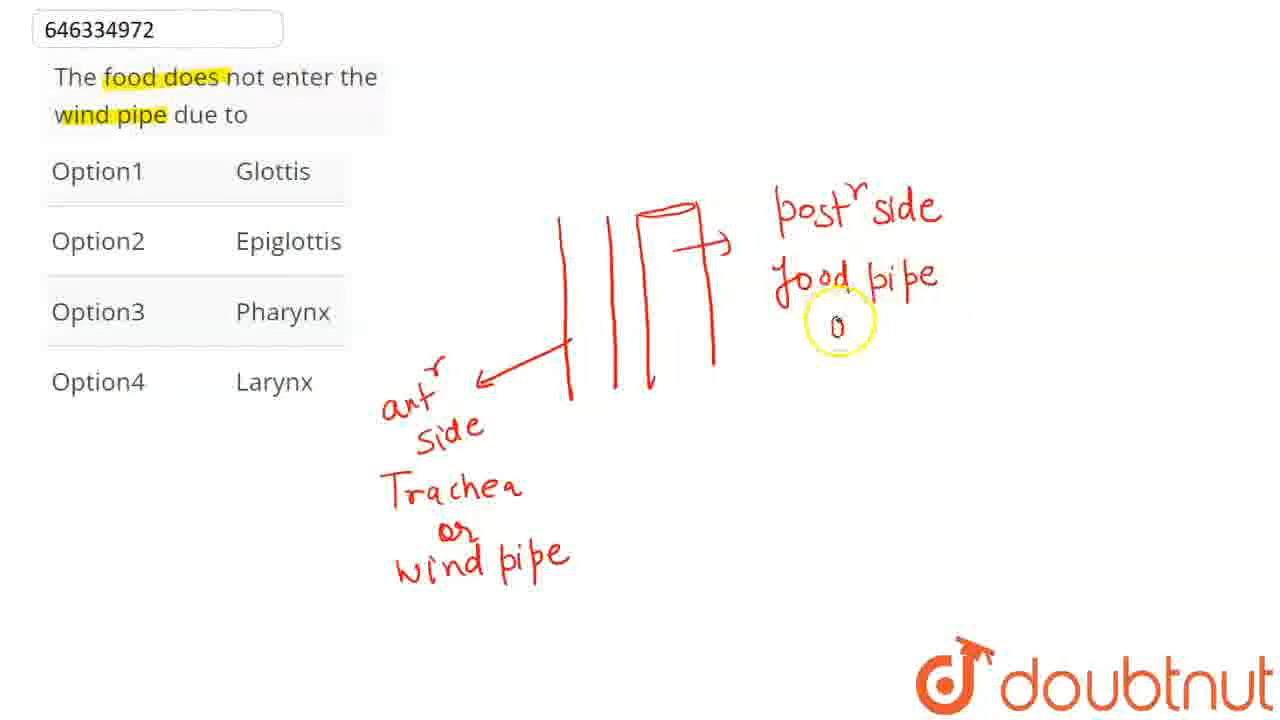 646334972
The food does not enter the
wind pipe due to
Option1 Glottis
Option2 Epiglottis
Option3 Pharynx
Option4 Larynx
postʳ side
food pipe
o
antʳ
side
Trachea
or
wind pipe
doubtnut